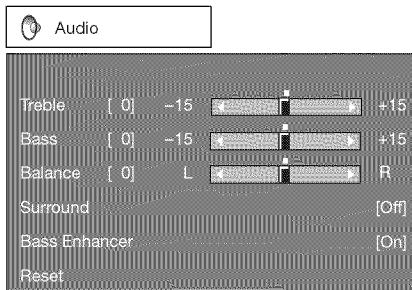 Audio
Treble [ 0] -15 +15
Bass [ 0] -15 +15
Balance [ 0] L R
Surround [Off]
Bass Enhancer [On]
Reset